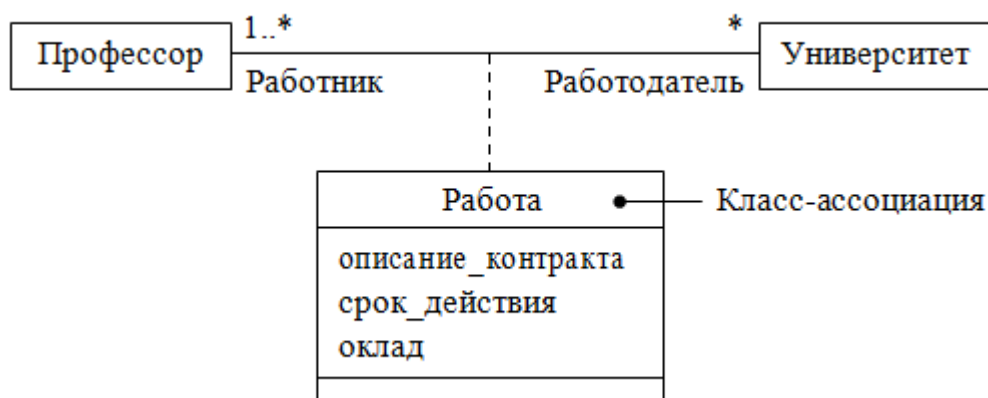 1..*
*
Профессор
Университет
Работник
Работодатель
Работа
Класс-ассоциация
описание_контракта
срок_действия
оклад